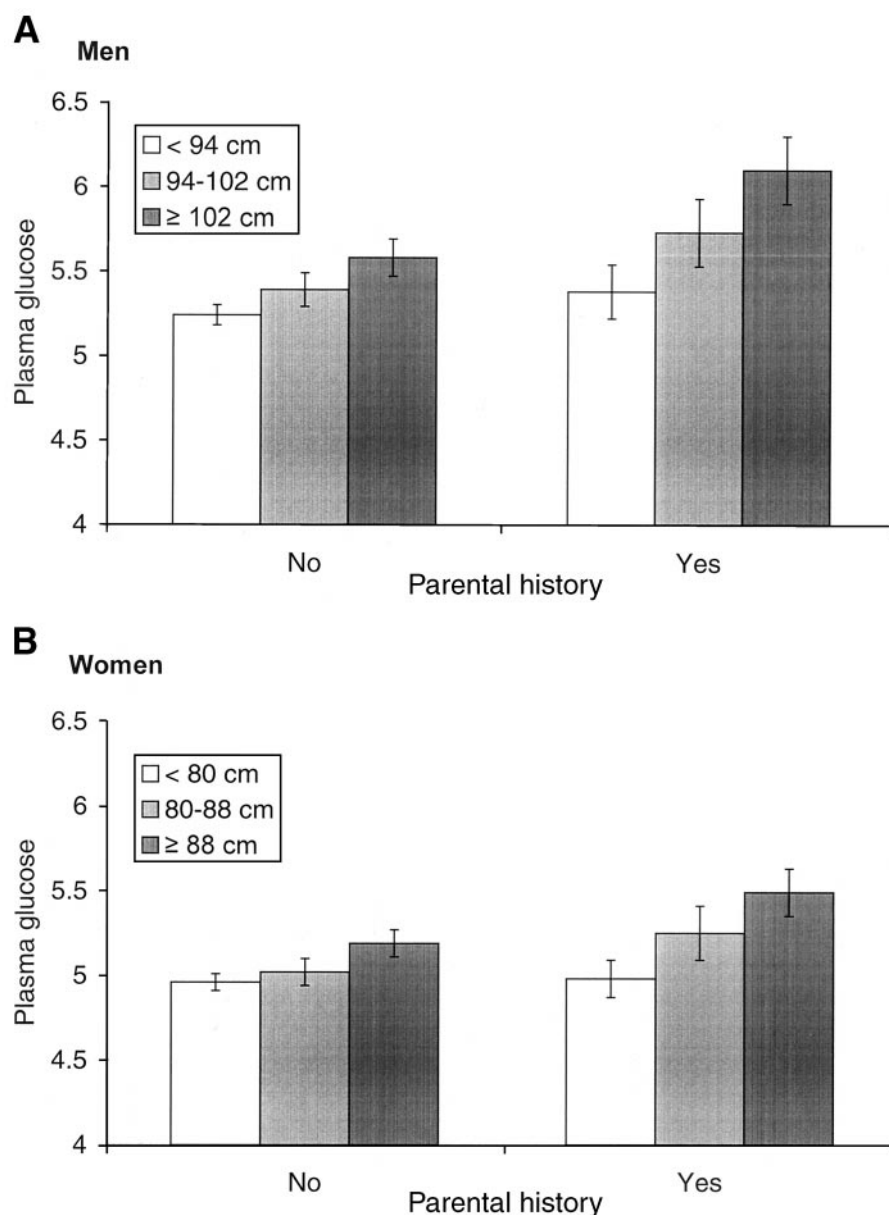 A
Men
6.5
6
5.5
5
4.5
4
Plasma glucose
< 94 cm
94-102 cm
≥ 102 cm
No
Yes
Parental history
B
Women
6.5
6
5.5
5
4.5
4
Plasma glucose
< 80 cm
80-88 cm
≥ 88 cm
No
Yes
Parental history